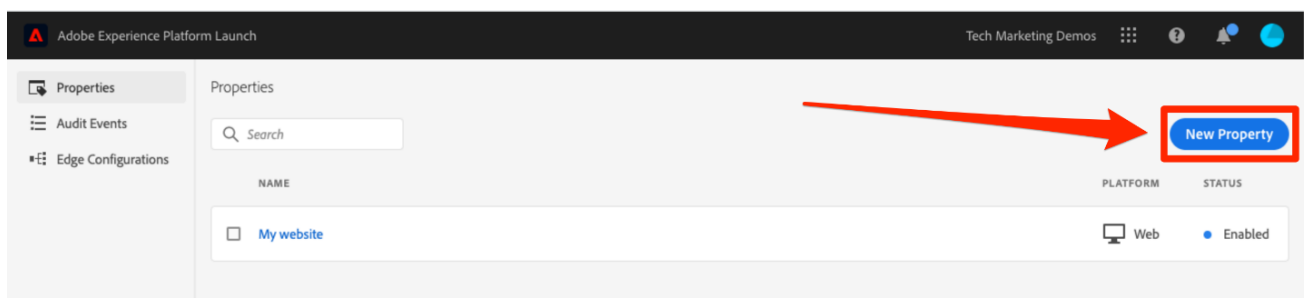 Adobe Experience Platform Launch
Tech Marketing Demos
Properties
Audit Events
Edge Configurations
Properties
Search
New Property
NAME
PLATFORM
STATUS
My website
Web
Enabled